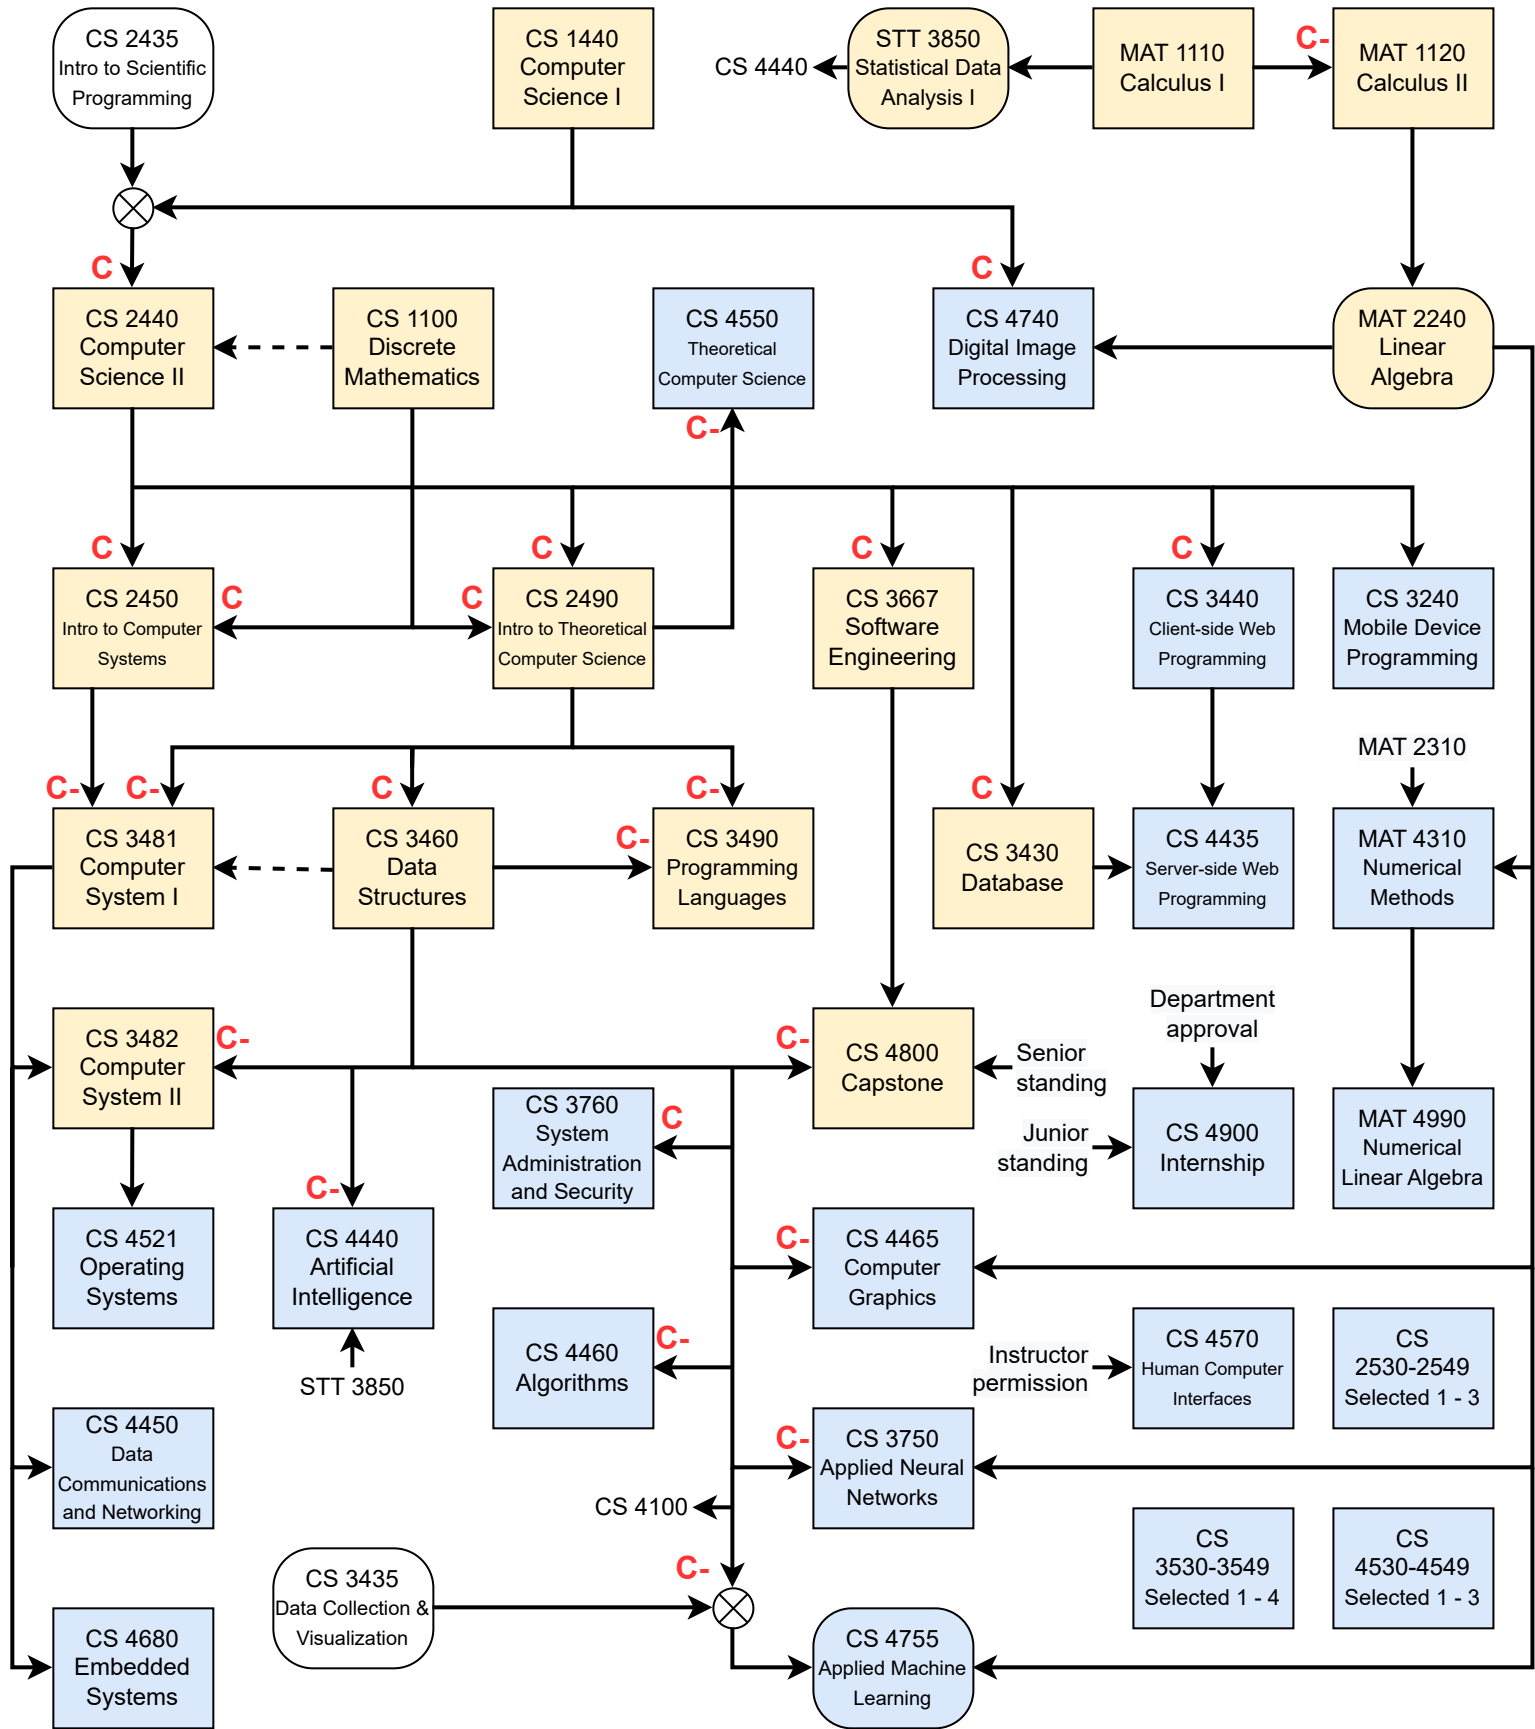 CS 2435
Intro to Scientific
Programming
CS 1440
Computer
Science I
CS 4440
STT 3850
Statistical Data
Analysis I
MAT 1110
Calculus I
C-
MAT 1120
Calculus II
C
C
CS 2440
Computer
Science II
CS 1100
Discrete
Mathematics
CS 4550
Theoretical
Computer Science
CS 4740
Digital Image
Processing
MAT 2240
Linear
Algebra
C-
C
C
C
C
CS 2450
Intro to Computer
Systems
C
C
CS 2490
Intro to Theoretical
Computer Science
CS 3667
Software
Engineering
CS 3440
Client-side Web
Programming
CS 3240
Mobile Device
Programming
MAT 2310
C-
C-
C
C-
C
CS 3481
Computer
System I
CS 3460
Data
Structures
C-
CS 3490
Programming
Languages
CS 3430
Database
CS 4435
Server-side Web
Programming
MAT 4310
Numerical
Methods
Department
approval
CS 3482
Computer
System II
C-
C-
CS 4800
Capstone
Senior
standing
CS 3760
System
Administration
and Security
C
Junior
standing
CS 4900
Internship
MAT 4990
Numerical
Linear Algebra
C-
CS 4521
Operating
Systems
CS 4440
Artificial
Intelligence
STT 3850
C-
CS 4465
Computer
Graphics
CS 4460
Algorithms
C-
Instructor
permission
CS 4570
Human Computer
Interfaces
CS
2530-2549
Selected 1 - 3
CS 4450
Data
Communications
and Networking
C-
CS 3750
Applied Neural
Networks
CS 4100
CS
3530-3549
Selected 1 - 4
CS
4530-4549
Selected 1 - 3
CS 3435
Data Collection &
Visualization
C-
CS 4680
Embedded
Systems
CS 4755
Applied Machine
Learning